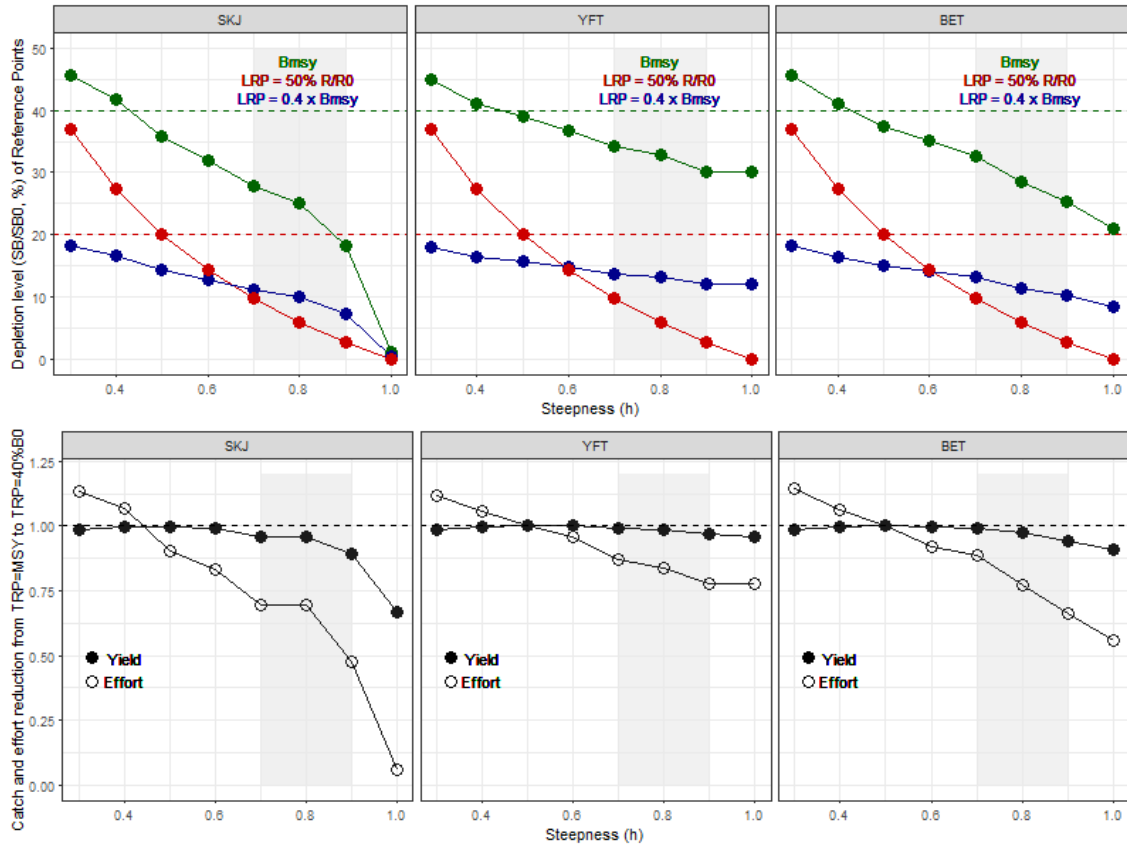 SKJ
YFT
BET
Depletion level (SB/SB0, %) of Reference Points
50
40
30
20
10
0
Bmsy
LRP = 50% R/R0
LRP = 0.4 x Bmsy
Bmsy
LRP = 50% R/R0
LRP = 0.4 x Bmsy
Bmsy
LRP = 50% R/R0
LRP = 0.4 x Bmsy
0.4 0.6 0.8 1.0
0.4 0.6 0.8 1.0
0.4 0.6 0.8 1.0
Steepness (h)
SKJ
YFT
BET
Catch and effort reduction from TRP=MSY to TRP=40%B0
1.25
1.00
0.75
0.50
0.25
0.00
Yield
Effort
Yield
Effort
Yield
Effort
0.4 0.6 0.8 1.0
0.4 0.6 0.8 1.0
0.4 0.6 0.8 1.0
Steepness (h)